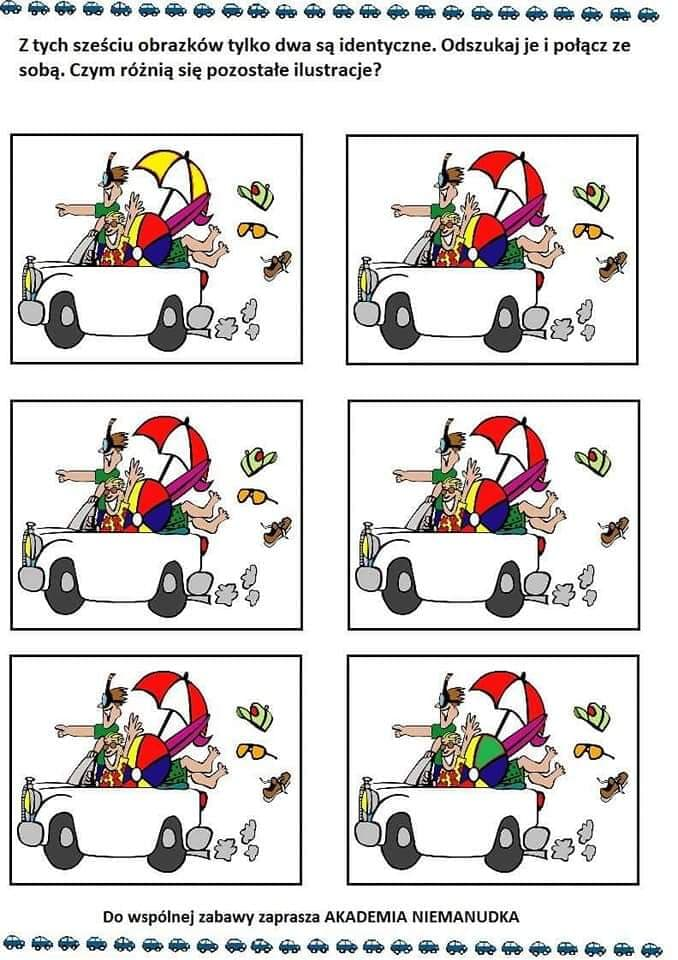 Z tych sześciu obrazków tylko dwa są identyczne. Odszukaj je i połącz ze
sobą. Czym różnią się pozostałe ilustracje?
Do wspólnej zabawy zaprasza AKADEMIA NIEMANUDKA